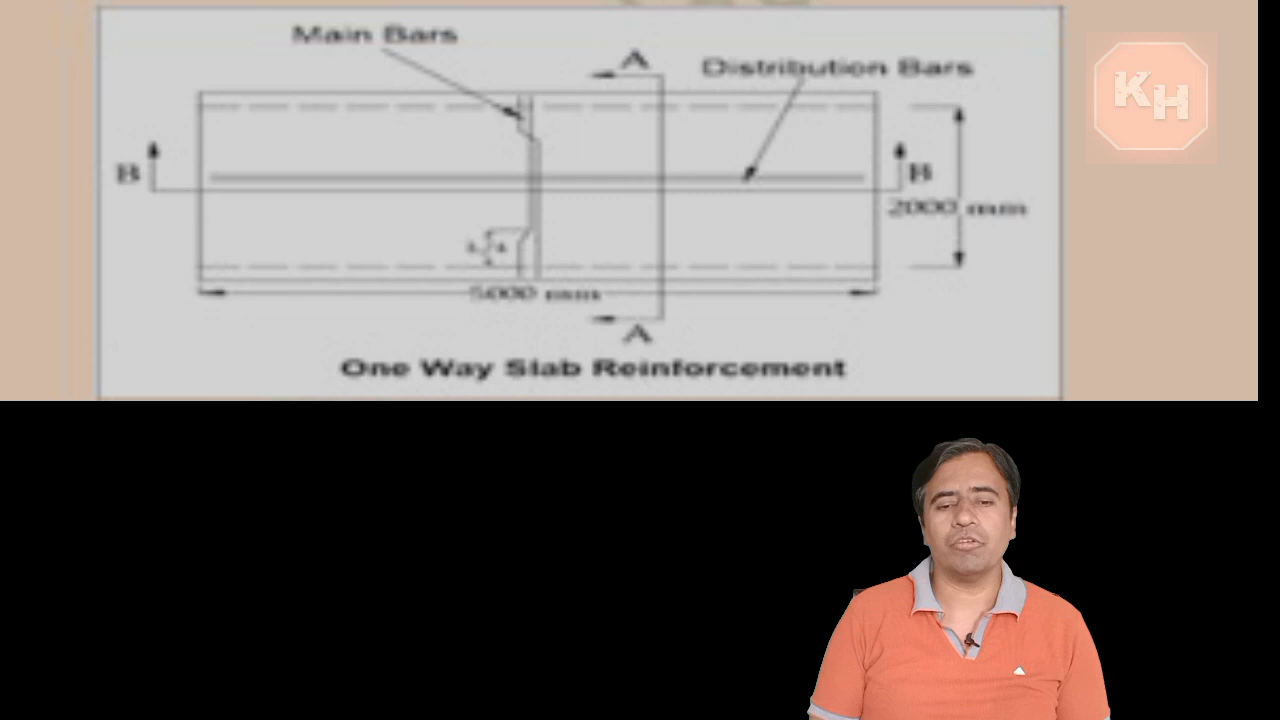 Main Bars
A
Distribution Bars
KH
B
B
2000 mm
5000 mm
A
One Way Slab Reinforcement